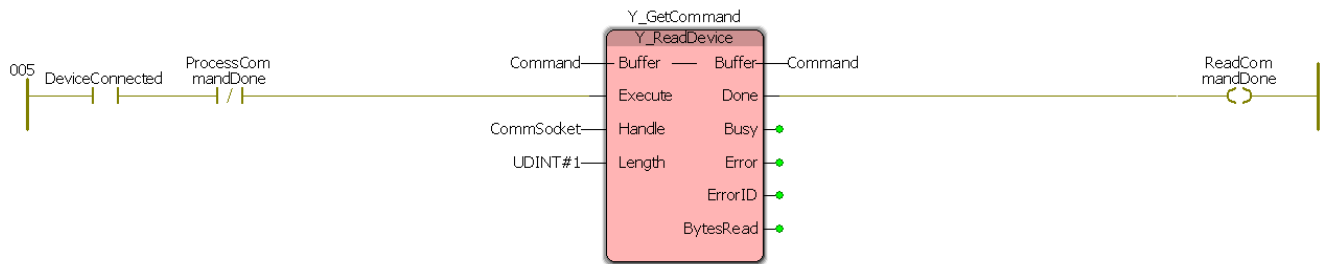 Y_GetCommand
Y_ReadDevice
005
DeviceConnected
ProcessCom
mandDone
Command
Buffer
Buffer
Command
ReadCom
mandDone
Execute
Done
CommSocket
Handle
Busy
UDINT#1
Length
Error
ErrorID
BytesRead